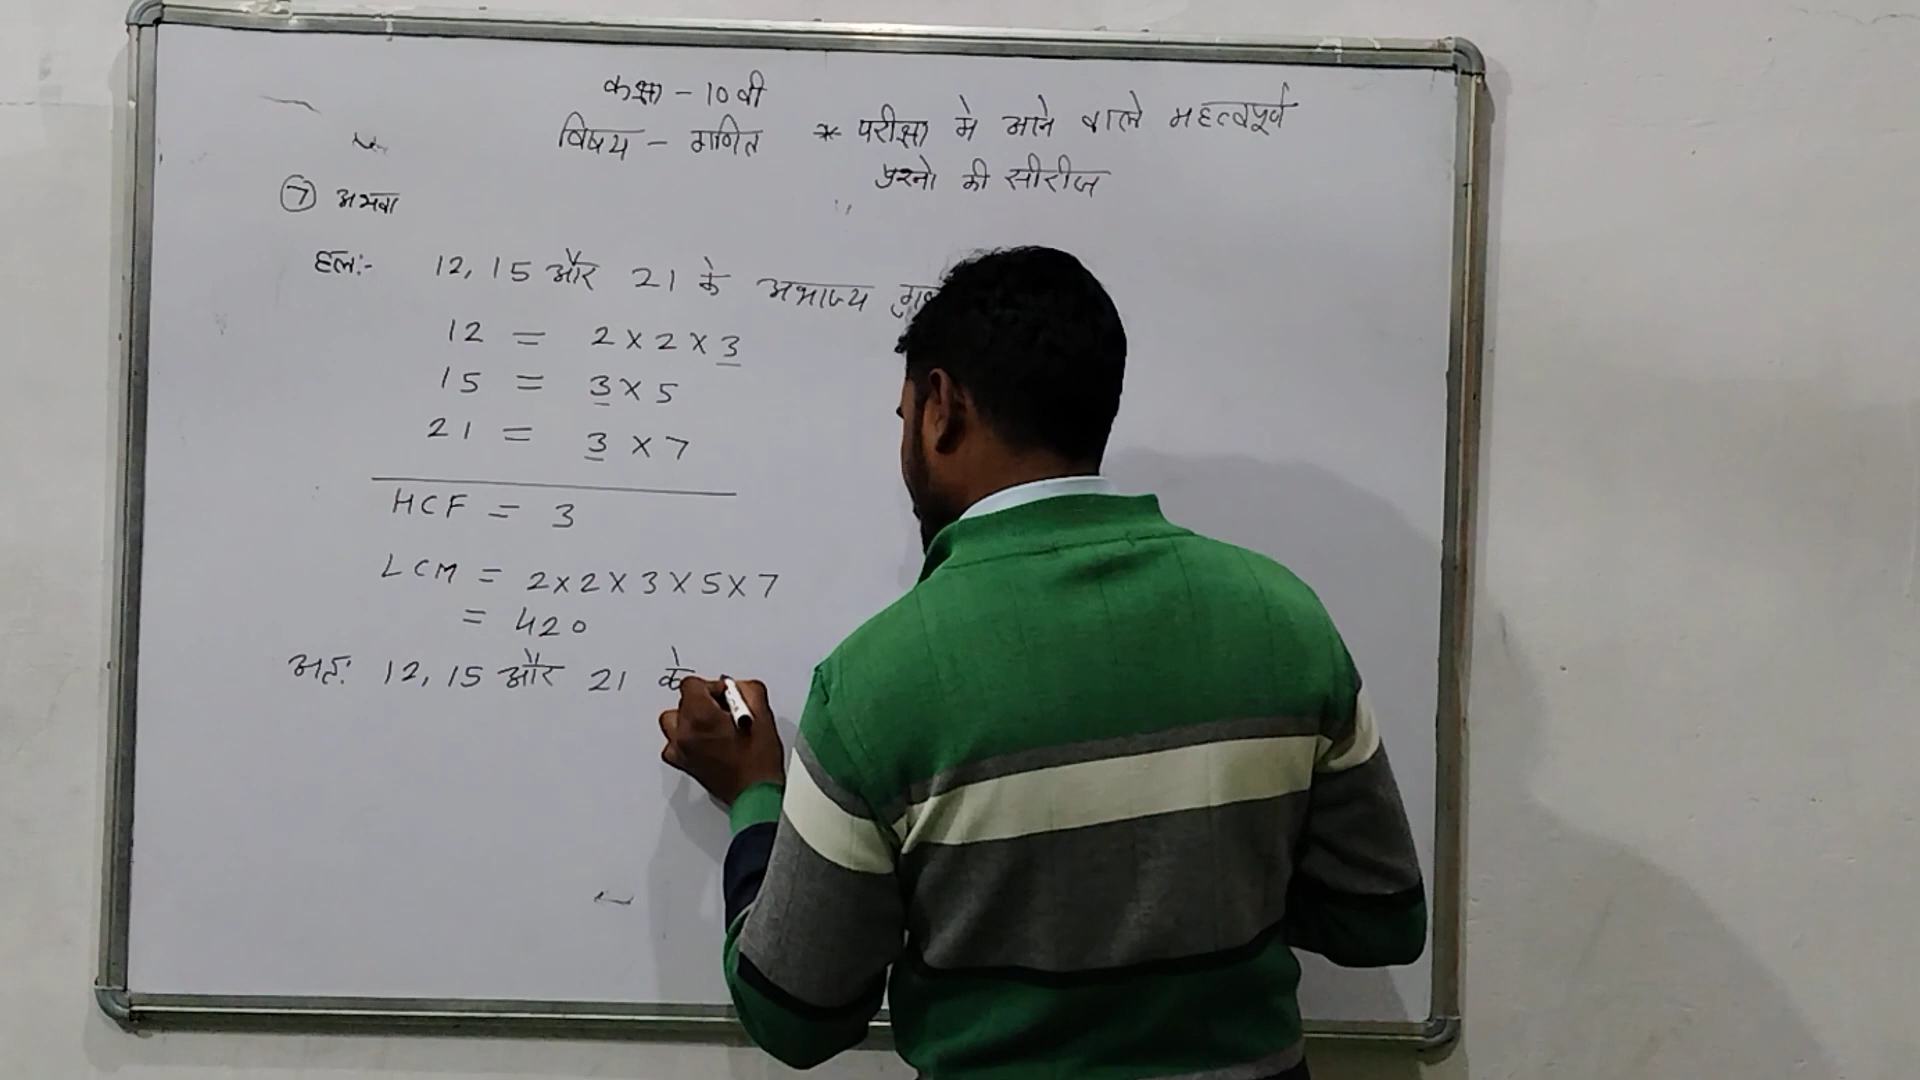 कक्षा - 10 वी
विषय - गणित
* परीक्षा मे आने वाले महत्वपूर्ण
प्रश्नो की सीरीज
7 अथवा
हल:- 12, 15 और 21 के अभाज्य
12 = 2 × 2 × 3
15 = 3 × 5
21 = 3 × 7
HCF = 3
LCM = 2 × 2 × 3 × 5 × 7
= 420
अत: 12, 15 और 21 के